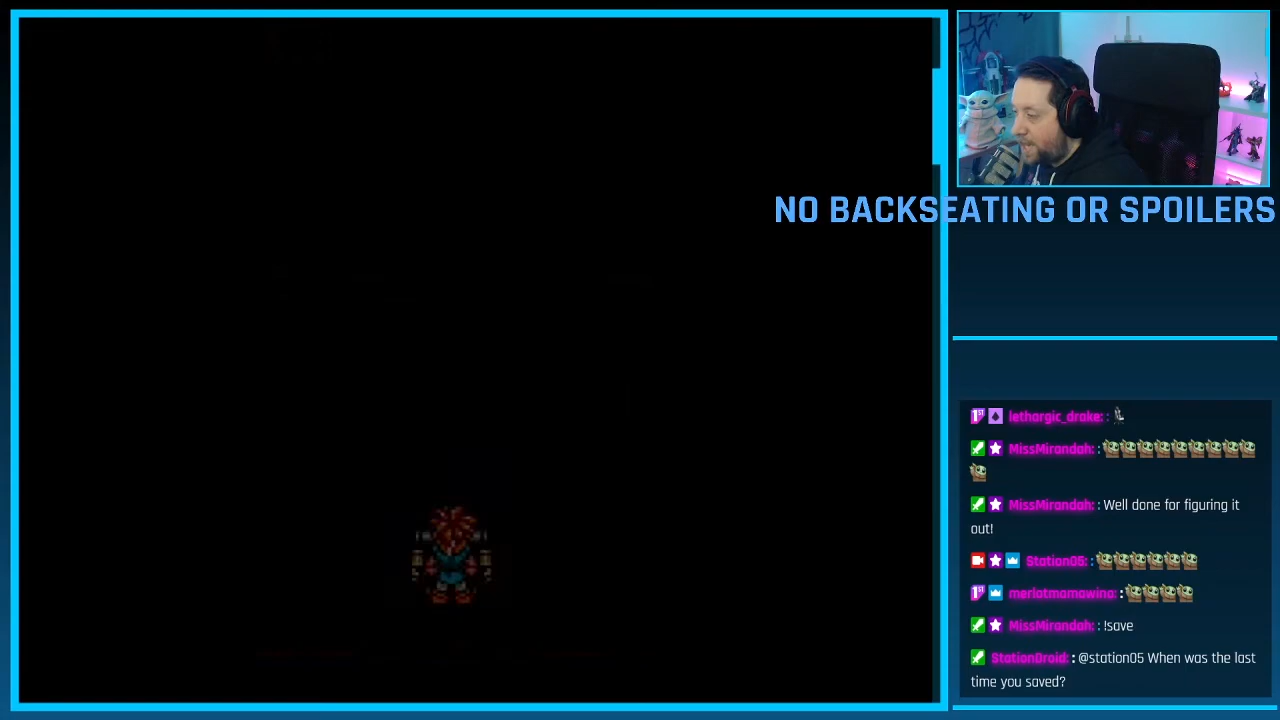 NO BACKSEATING OR SPOILERS
lethargic_drake: :
MissMirandah: :
MissMirandah: : Well done for figuring it
out!
Station05: :
merlotmamawina: :
MissMirandah: : !save
StationDroid: : @station05 When was the last
time you saved?